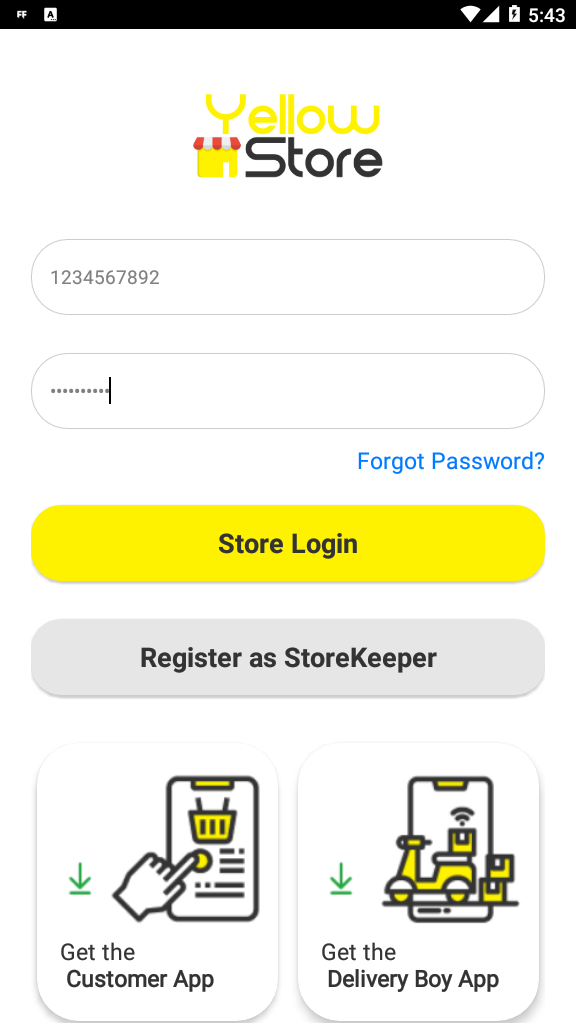 FF A 5:43
Yellow
Store
1234567892
••••••••••
Forgot Password?
Store Login
Register as StoreKeeper
Get the
Customer App
Get the
Delivery Boy App